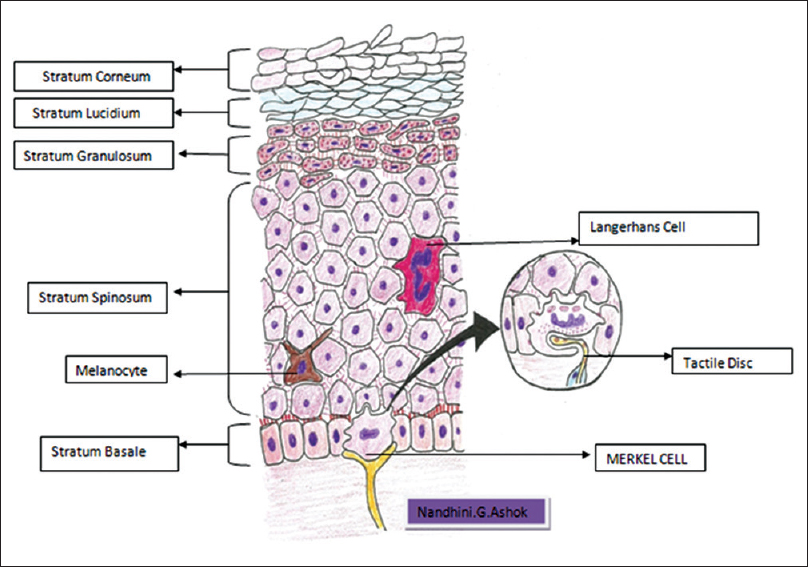 Stratum Corneum
Stratum Lucidium
Stratum Granulosum
Langerhans Cell
Stratum Spinosum
Tactile Disc
Melanocyte
Stratum Basale
MERKEL CELL
Nandhini.G.Ashok